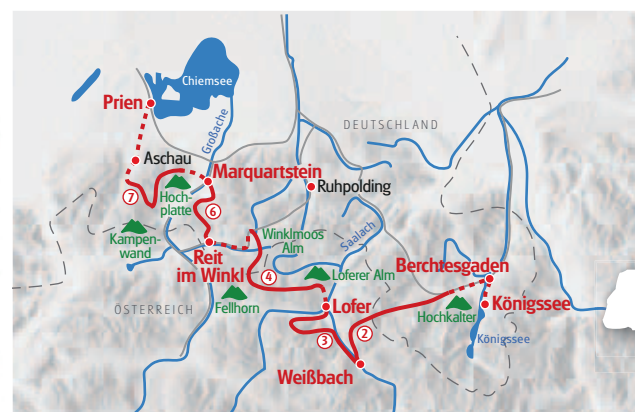 Chiemsee
Prien
Großache
DEUTSCHLAND
Aschau
Marquartstein
Ruhpolding
7
Hoch-
platte
6
Kampen-
wand
Winklmoos
Alm
Saalach
Reit
im Winkl
4
Loferer Alm
Berchtesgaden
ÖSTERREICH
Fellhorn
Lofer
Königssee
Hochkalter
3
2
Königssee
Weißbach